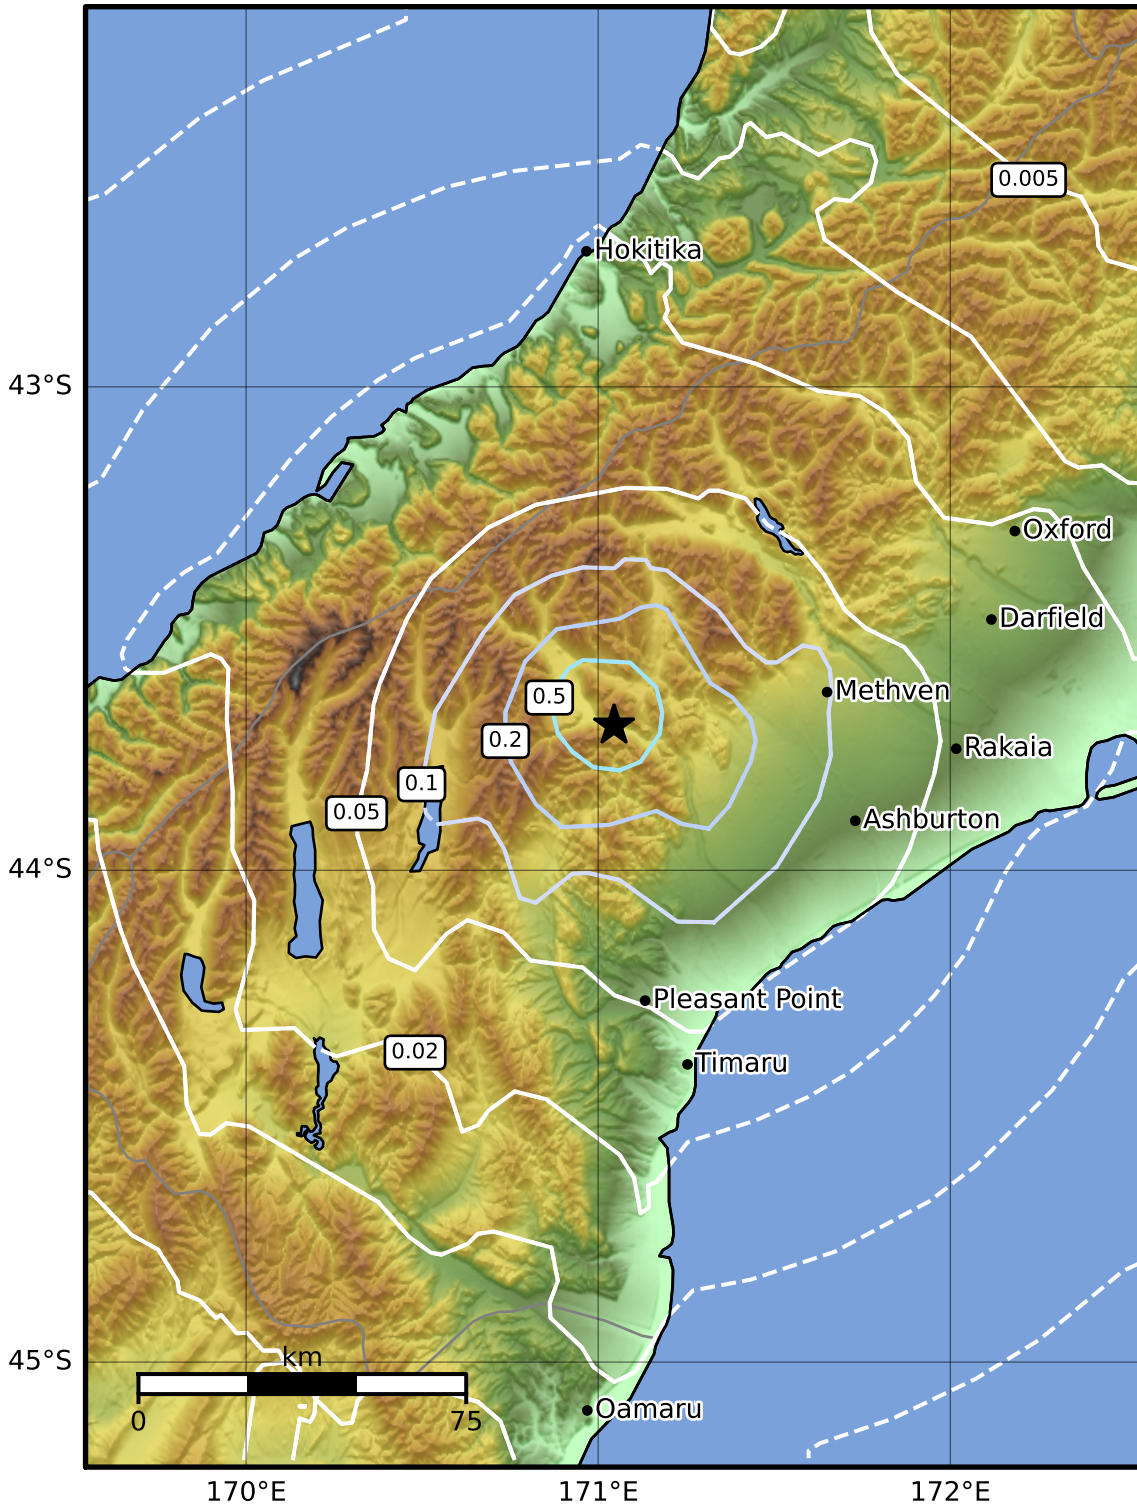 0.005
Hokitika
43°S
Oxford
Darfield
Methven
0.5
0.2
Rakaia
0.1
0.05
Ashburton
44°S
Pleasant Point
0.02
Timaru
45°S
km
0 75
Oamaru
170°E 171°E 172°E